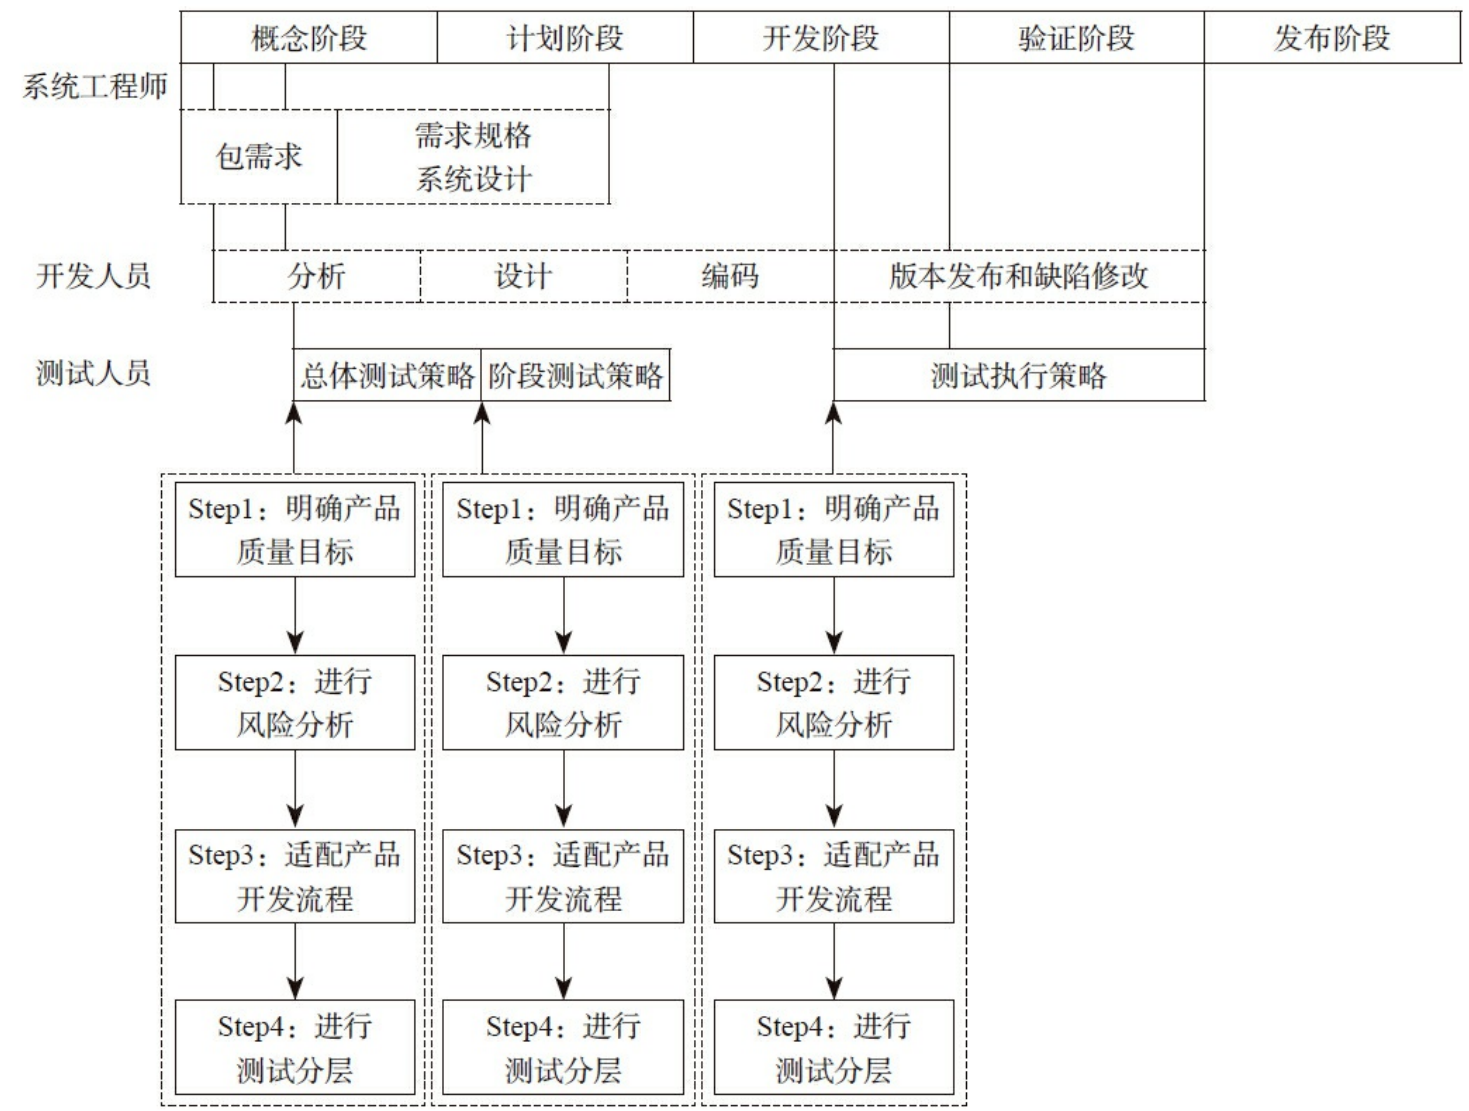 概念阶段 计划阶段 开发阶段 验证阶段 发布阶段
系统工程师
包需求
需求规格
系统设计
开发人员 分析 设计 编码 版本发布和缺陷修改
测试人员 总体测试策略 阶段测试策略 测试执行策略
Step1：明确产品
质量目标
Step2：进行
风险分析
Step3：适配产品
开发流程
Step4：进行
测试分层
Step1：明确产品
质量目标
Step2：进行
风险分析
Step3：适配产品
开发流程
Step4：进行
测试分层
Step1：明确产品
质量目标
Step2：进行
风险分析
Step3：适配产品
开发流程
Step4：进行
测试分层